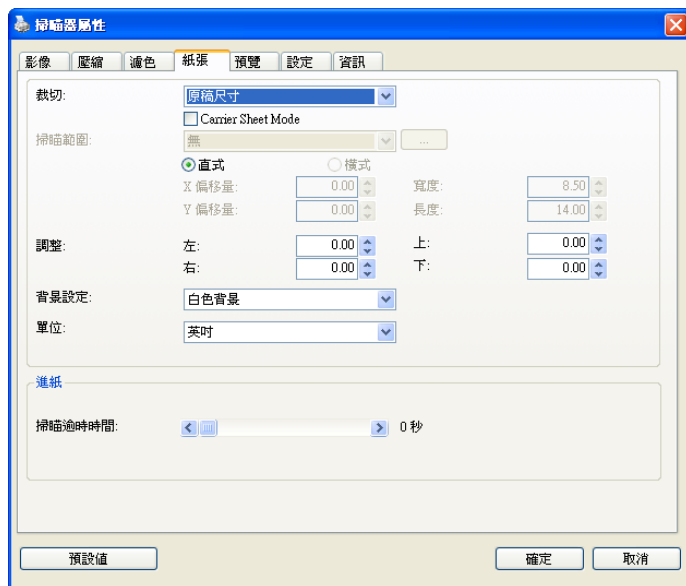 掃瞄器屬性
影像 壓縮 濾色 紙張 預覽 設定 資訊
裁切: 原稿尺寸
Carrier Sheet Mode
掃瞄範圍: 無 ...
直式 橫式
X 偏移量: 0.00 寬度: 8.50
Y 偏移量: 0.00 長度: 14.00
調整: 左: 0.00 上: 0.00
右: 0.00 下: 0.00
背景設定: 白色背景
單位: 英吋
進紙
掃瞄逾時時間: 0 秒
預設值 確定 取消